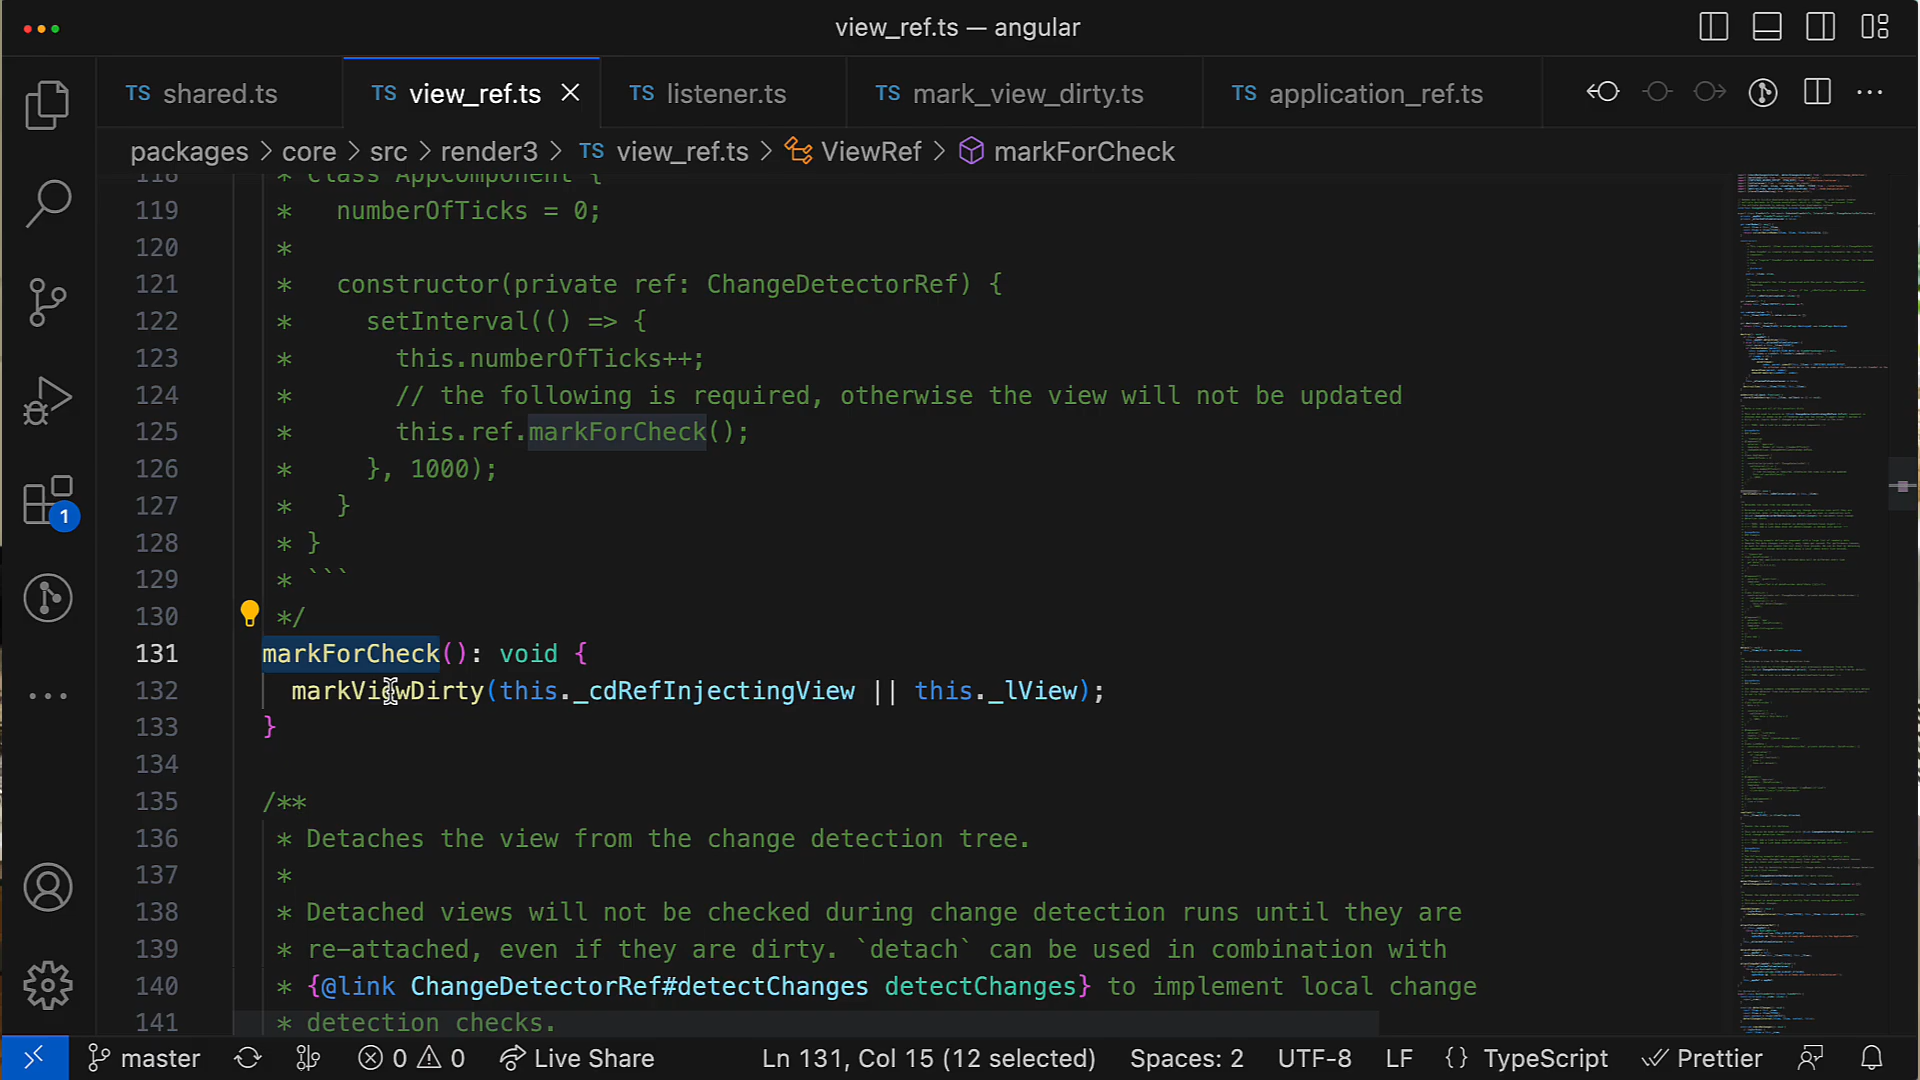 view_ref.ts — angular
TS shared.ts
TS view_ref.ts
TS listener.ts
TS mark_view_dirty.ts
TS application_ref.ts
packages > core > src > render3 > TS view_ref.ts > ViewRef > markForCheck
118 * class AppComponent {
119 * numberOfTicks = 0;
120 *
121 * constructor(private ref: ChangeDetectorRef) {
122 * setInterval(() => {
123 * this.numberOfTicks++;
124 * // the following is required, otherwise the view will not be updated
125 * this.ref.markForCheck();
126 * }, 1000);
127 * }
128 * }
129 * ```
130 */
131 markForCheck(): void {
132 markViewDirty(this._cdRefInjectingView || this._lView);
133 }
134
135 /**
136 * Detaches the view from the change detection tree.
137 *
138 * Detached views will not be checked during change detection runs until they are
139 * re-attached, even if they are dirty. `detach` can be used in combination with
140 * {@link ChangeDetectorRef#detectChanges detectChanges} to implement local change
141 * detection checks.
1
master 0 0 Live Share Ln 131, Col 15 (12 selected) Spaces: 2 UTF-8 LF {} TypeScript Prettier